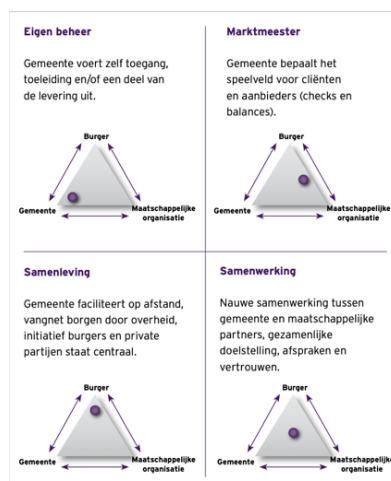 Eigen beheer
Gemeente voert zelf toegang,
toeleiding en/of een deel van
de levering uit.
Burger
Gemeente
Maatschappelijke
organisatie
Marktmeester
Gemeente bepaalt het
speelveld voor cliënten
en aanbieders (checks en
balances).
Burger
Gemeente
Maatschappelijke
organisatie
Samenleving
Gemeente faciliteert op afstand,
vangnet borgen door overheid,
initiatief burgers en private
partijen staat centraal.
Burger
Gemeente
Maatschappelijke
organisatie
Samenwerking
Nauwe samenwerking tussen
gemeente en maatschappelijke
partners, gezamenlijke
doelstelling, afspraken en
vertrouwen.
Burger
Gemeente
Maatschappelijke
organisatie